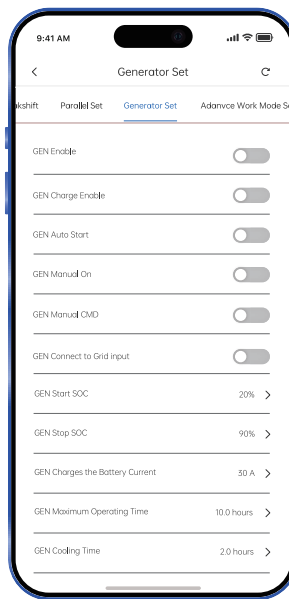 9:41 AM
Generator Set
kshift Parallel Set Generator Set Adanvce Work Mode Se
GEN Enable
GEN Charge Enable
GEN Auto Start
GEN Manual On
GEN Manual CMD
GEN Connect to Grid input
GEN Start SOC 20%
GEN Stop SOC 90%
GEN Charges the Battery Current 30 A
GEN Maximum Operating Time 10.0 hours
GEN Cooling Time 2.0 hours